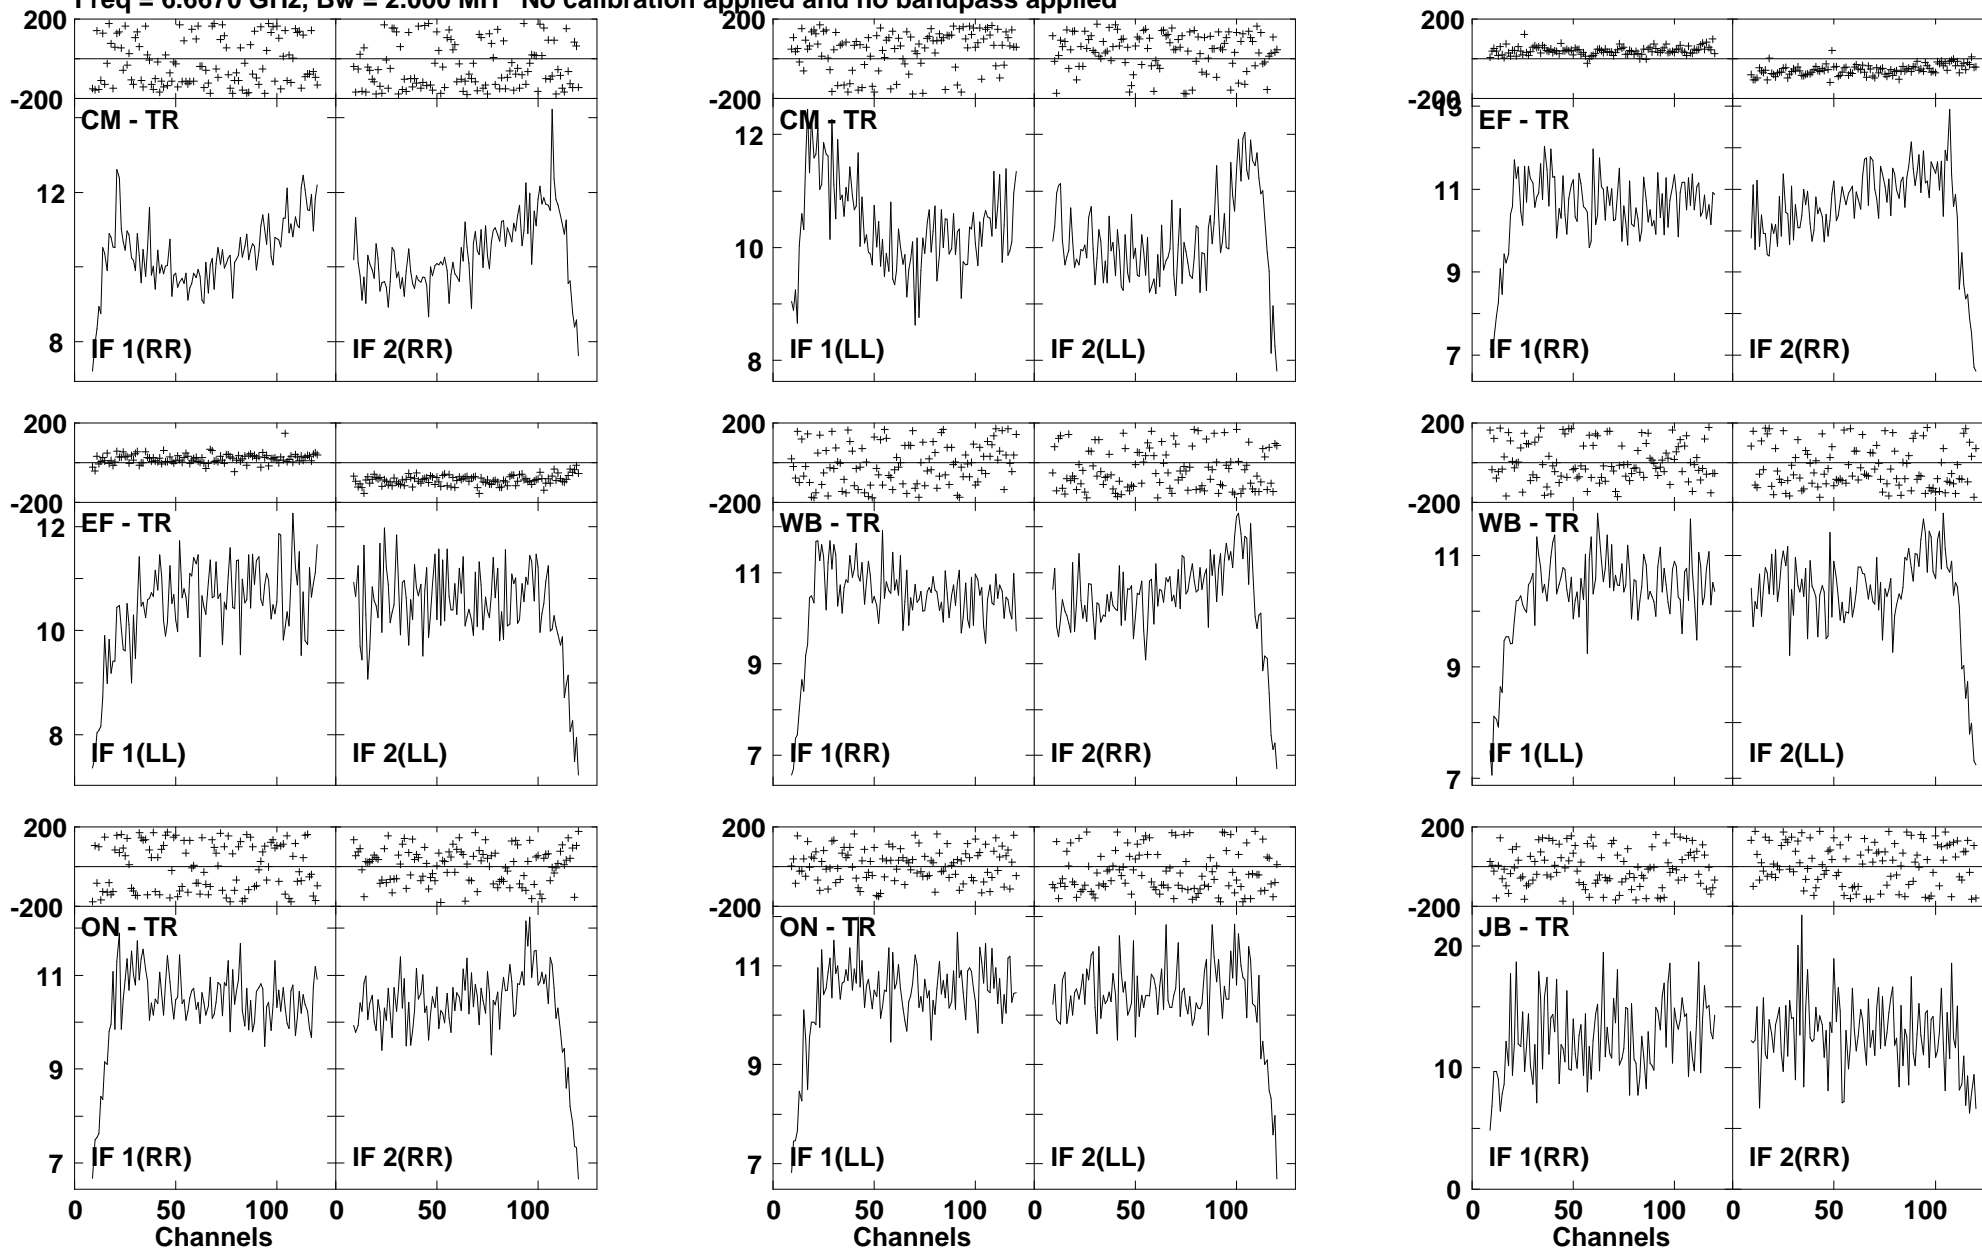 Freq = 6.6670 GHz, Bw = 2.000 MH No calibration applied and no bandpass applied
200
-200
CM - TR
12
8
IF 1(RR)
IF 2(RR)
200
-200
CM - TR
12
10
8
IF 1(LL)
IF 2(LL)
200
-200
13
EF - TR
11
9
7
IF 1(RR)
IF 2(RR)
200
-200
EF - TR
12
10
8
IF 1(LL)
IF 2(LL)
200
-200
WB - TR
11
9
7
IF 1(RR)
IF 2(RR)
200
-200
WB - TR
11
9
7
IF 1(LL)
IF 2(LL)
200
-200
ON - TR
11
9
7
IF 1(RR)
IF 2(RR)
0 50 100 0 50 100
Channels
200
-200
ON - TR
11
9
7
IF 1(LL)
IF 2(LL)
0 50 100 0 50 100
Channels
200
-200
JB - TR
20
10
0
IF 1(RR)
IF 2(RR)
0 50 100 0 50 100
Channels